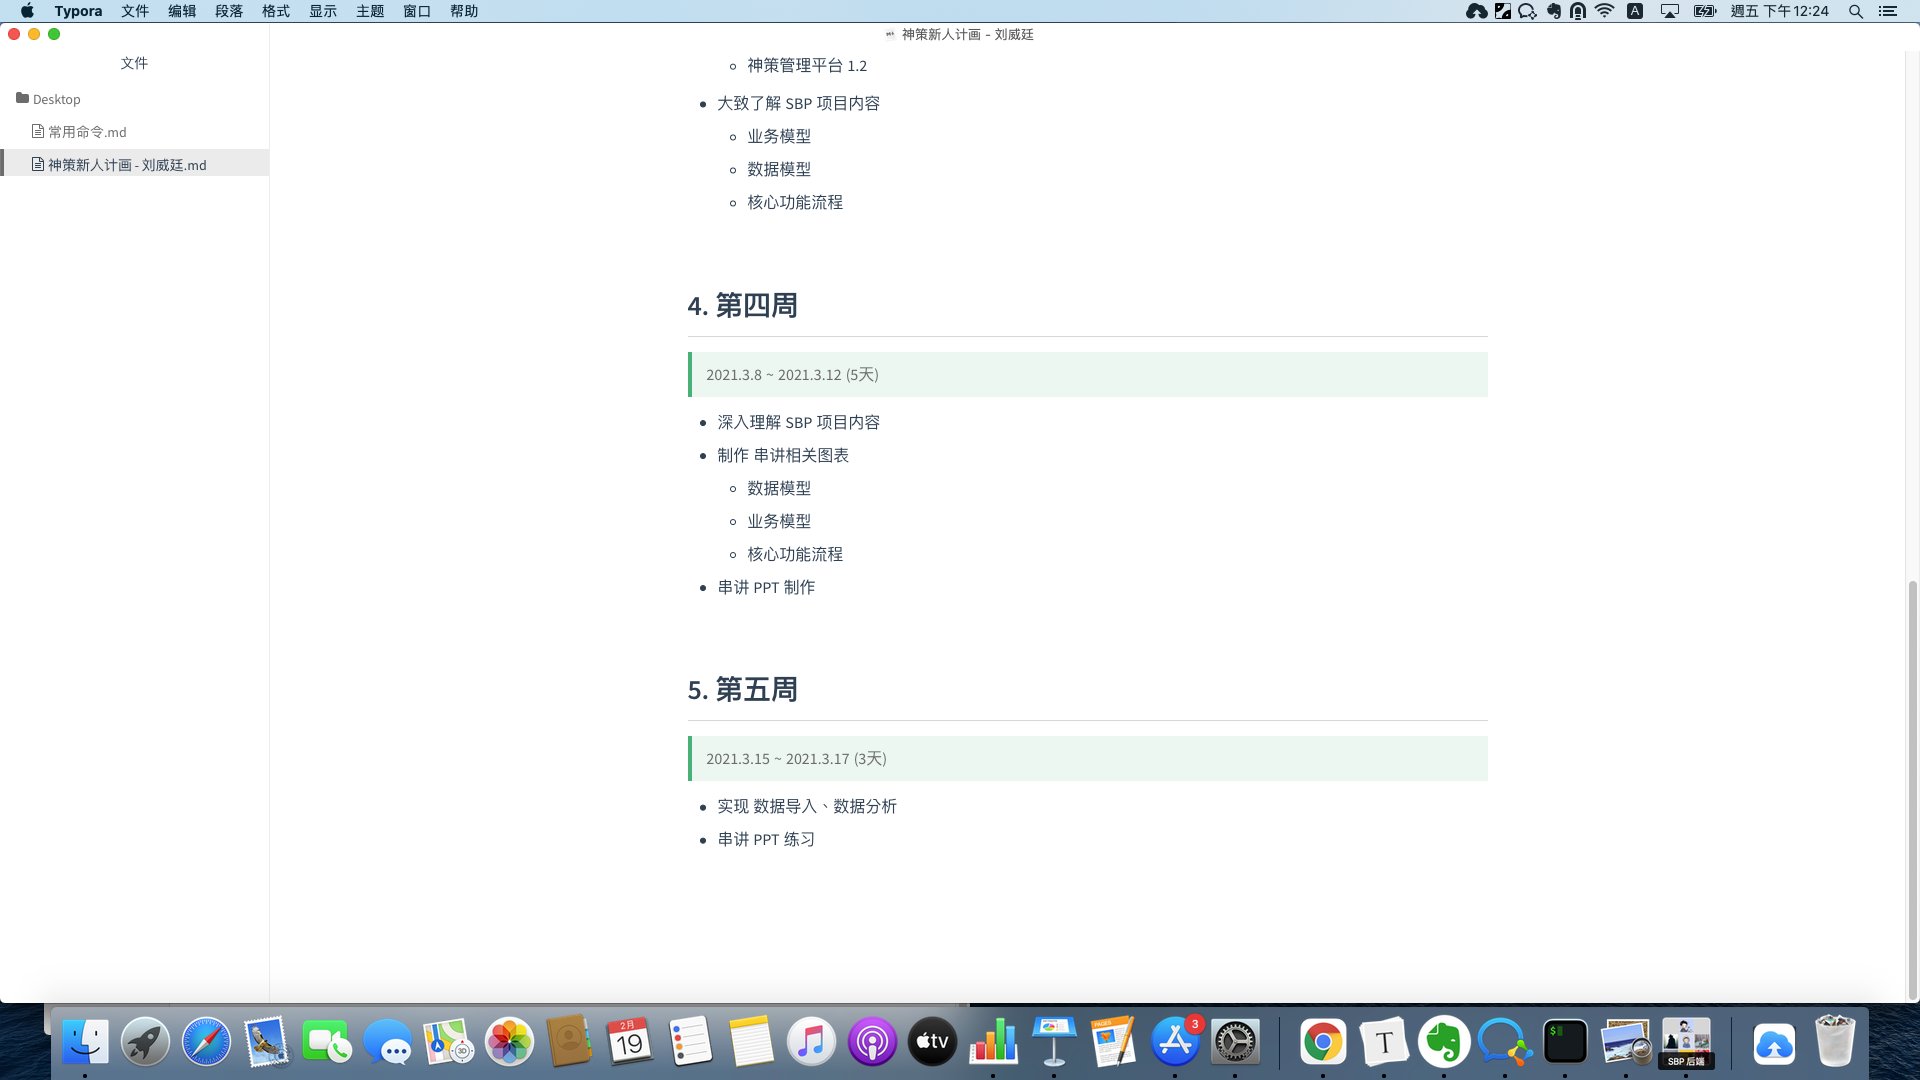 Typora 文件 编辑 段落 格式 显示 主题 窗口 帮助
A
週五 下午12:24
神策新人计画 - 刘威廷
文件
Desktop
常用命令.md
神策新人计画 - 刘威廷.md
神策管理平台 1.2
大致了解 SBP 项目内容
业务模型
数据模型
核心功能流程
4. 第四周
2021.3.8 ~ 2021.3.12 (5天)
深入理解 SBP 项目内容
制作 串讲相关图表
数据模型
业务模型
核心功能流程
串讲 PPT 制作
5. 第五周
2021.3.15 ~ 2021.3.17 (3天)
实现 数据导入、数据分析
串讲 PPT 练习
3D
2月
19
tv
PAGES
3
T
$
SBP 后端